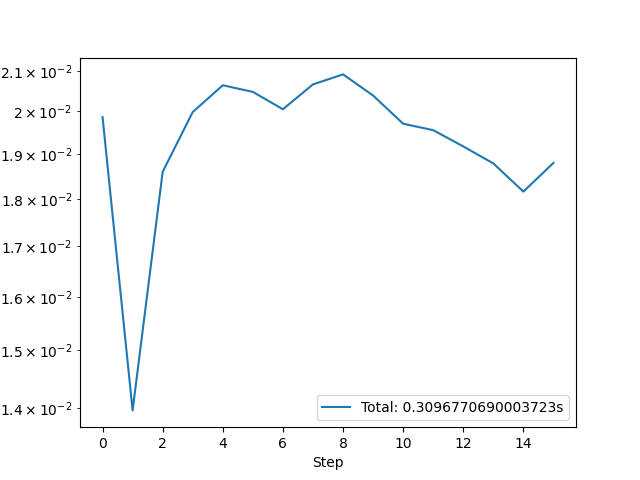 2.1 × 10⁻²
2 × 10⁻²
1.9 × 10⁻²
1.8 × 10⁻²
1.7 × 10⁻²
1.6 × 10⁻²
1.5 × 10⁻²
1.4 × 10⁻²
Total: 0.3096770690003723s
0 2 4 6 8 10 12 14
Step